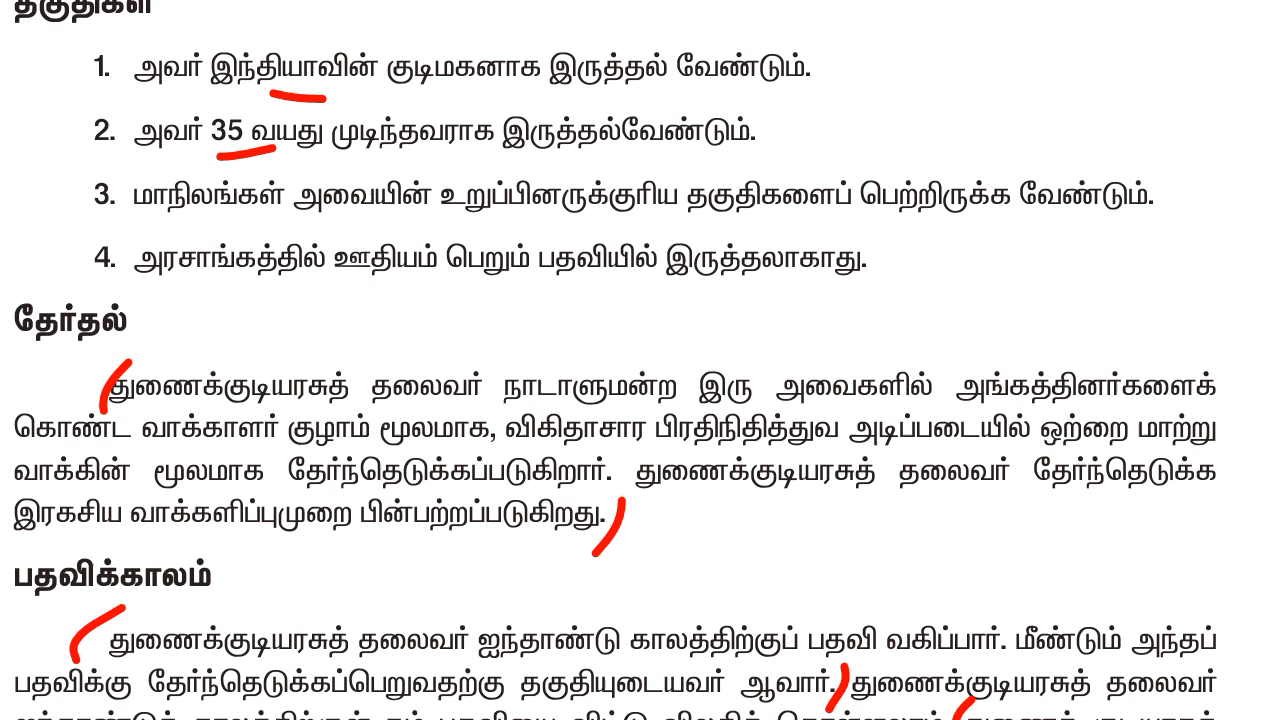 தகுதிகள்
1. அவர் இந்தியாவின் குடிமகனாக இருத்தல் வேண்டும்.
2. அவர் 35 வயது முடிந்தவராக இருத்தல்வேண்டும்.
3. மாநிலங்கள் அவையின் உறுப்பினருக்குரிய தகுதிகளைப் பெற்றிருக்க வேண்டும்.
4. அரசாங்கத்தில் ஊதியம் பெறும் பதவியில் இருத்தலாகாது.
தேர்தல்
துணைக்குடியரசுத் தலைவர் நாடாளுமன்ற இரு அவைகளில் அங்கத்தினர்களைக்
கொண்ட வாக்காளர் குழாம் மூலமாக, விகிதாசார பிரதிநிதித்துவ அடிப்படையில் ஒற்றை மாற்று
வாக்கின் மூலமாக தேர்ந்தெடுக்கப்படுகிறார். துணைக்குடியரசுத் தலைவர் தேர்ந்தெடுக்க
இரகசிய வாக்களிப்புமுறை பின்பற்றப்படுகிறது.
பதவிக்காலம்
துணைக்குடியரசுத் தலைவர் ஐந்தாண்டு காலத்திற்குப் பதவி வகிப்பார். மீண்டும் அந்தப்
பதவிக்கு தேர்ந்தெடுக்கப்பெறுவதற்கு தகுதியுடையவர் ஆவார். துணைக்குடியரசுத் தலைவர்